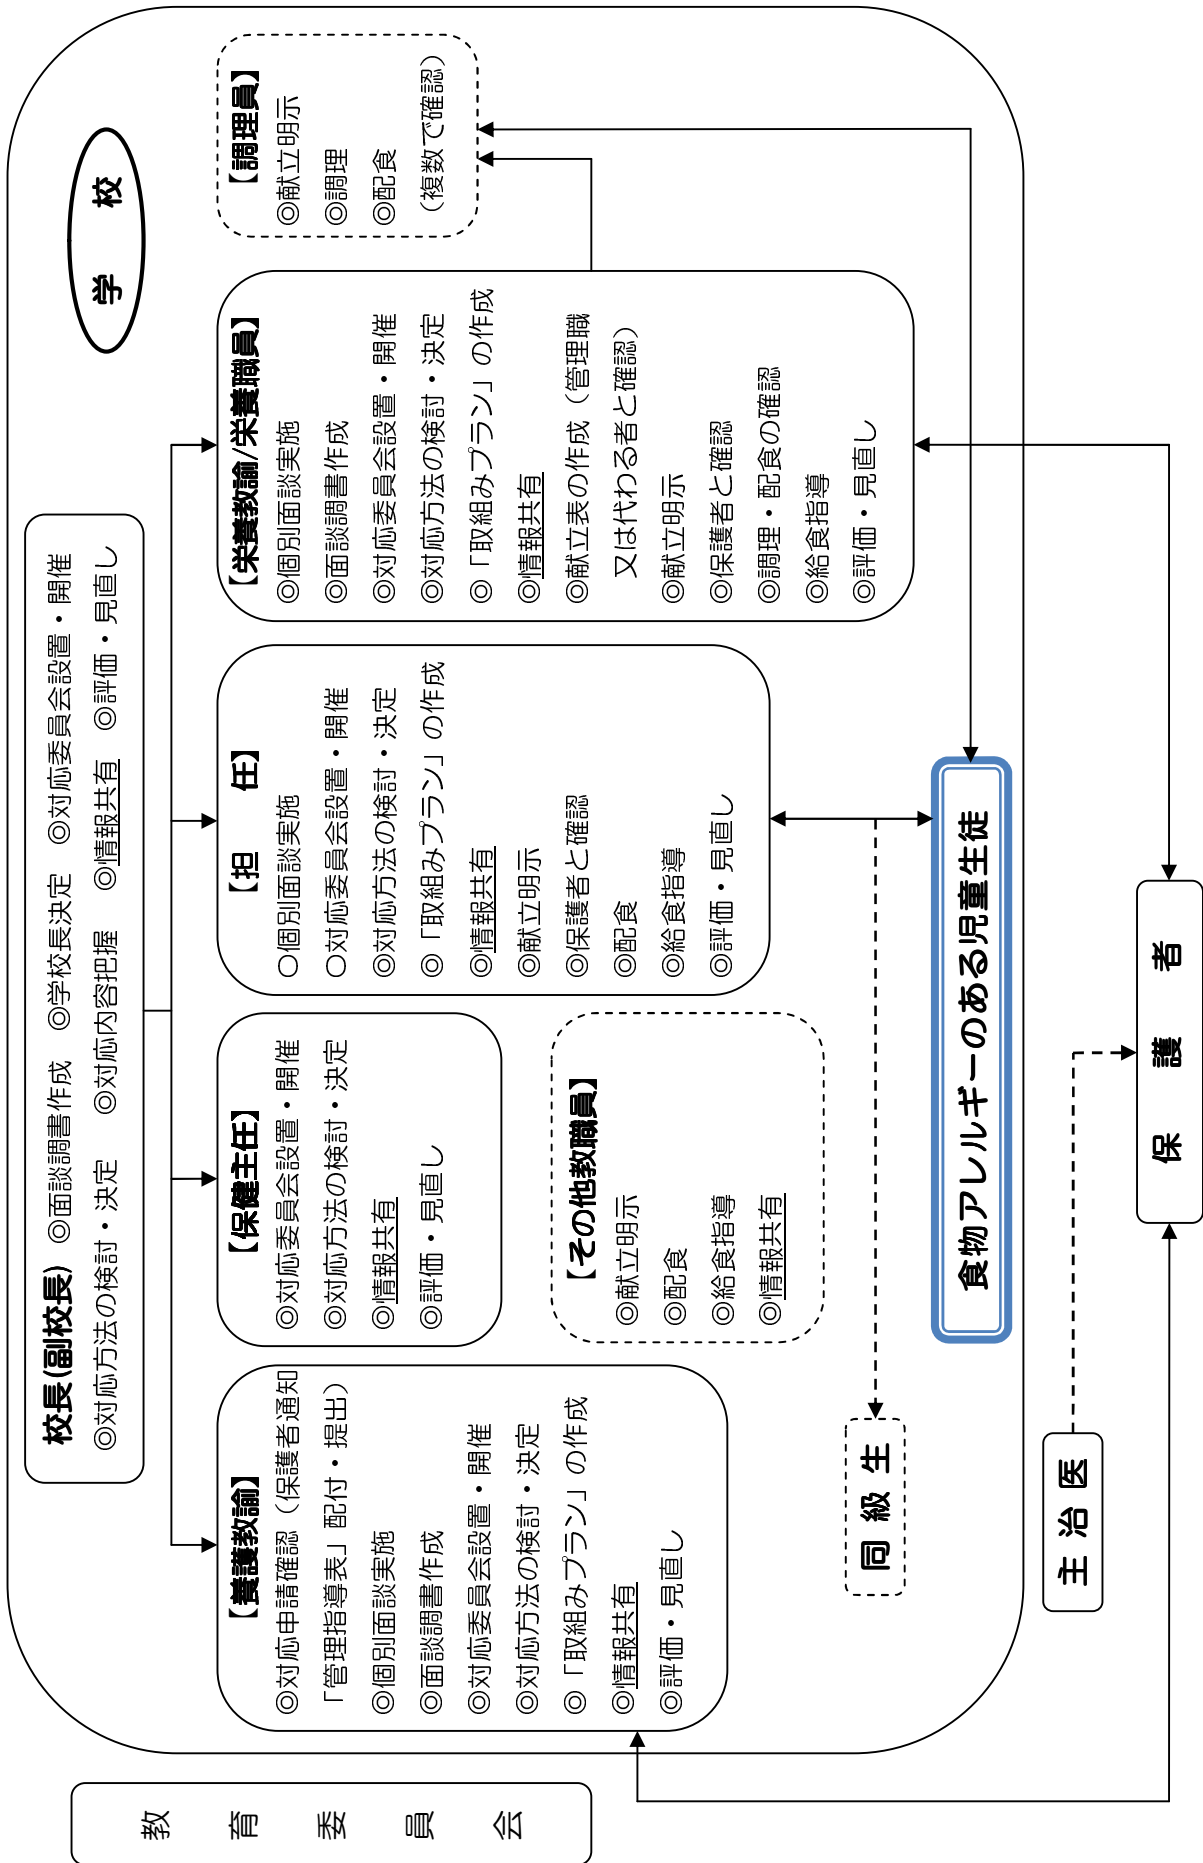 学　校
校長(副校長)　◎面談調書作成　◎学校長決定　◎対応委員会設置・開催
◎対応方法の検討・決定　◎対応内容把握　◎情報共有　◎評価・見直し
【養護教諭】
◎対応申請確認（保護者通知
「管理指導表」配付・提出）
◎個別面談実施
◎面談調書作成
◎対応委員会設置・開催
◎対応方法の検討・決定
◎「取組みプラン」の作成
◎情報共有
◎評価・見直し
【保健主任】
◎対応委員会設置・開催
◎対応方法の検討・決定
◎情報共有
◎評価・見直し
【担　任】
〇個別面談実施
〇対応委員会設置・開催
◎対応方法の検討・決定
◎「取組みプラン」の作成
◎情報共有
◎献立明示
◎保護者と確認
◎配食
◎給食指導
◎評価・見直し
【栄養教諭/栄養職員】
◎個別面談実施
◎面談調書作成
◎対応委員会設置・開催
◎対応方法の検討・決定
◎「取組みプラン」の作成
◎情報共有
◎献立表の作成（管理職
又は代わる者と確認）
◎献立明示
◎保護者と確認
◎調理・配食の確認
◎給食指導
◎評価・見直し
【調理員】
◎献立明示
◎調理
◎配食
（複数で確認）
【その他教職員】
◎献立明示
◎配食
◎給食指導
◎情報共有
同級生
食物アレルギーのある児童生徒
主治医
保護者
教育委員会